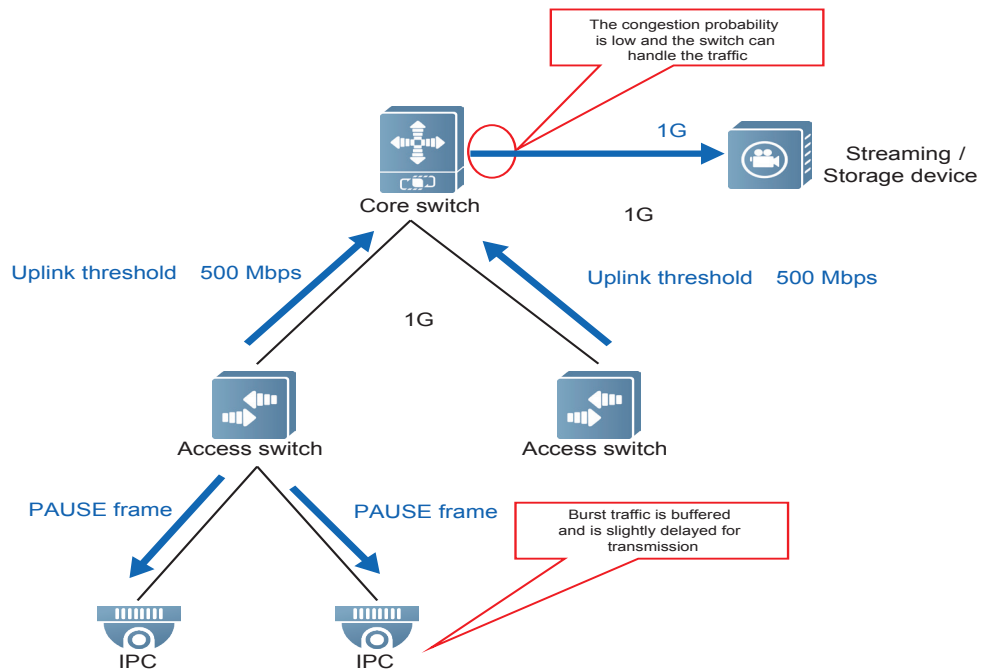 The congestion probability
is low and the switch can
handle the traffic
1G
Streaming /
Storage device
Core switch
1G
Uplink threshold 500 Mbps
Uplink threshold 500 Mbps
1G
Access switch
Access switch
PAUSE frame
PAUSE frame
Burst traffic is buffered
and is slightly delayed for
transmission
IPC
IPC